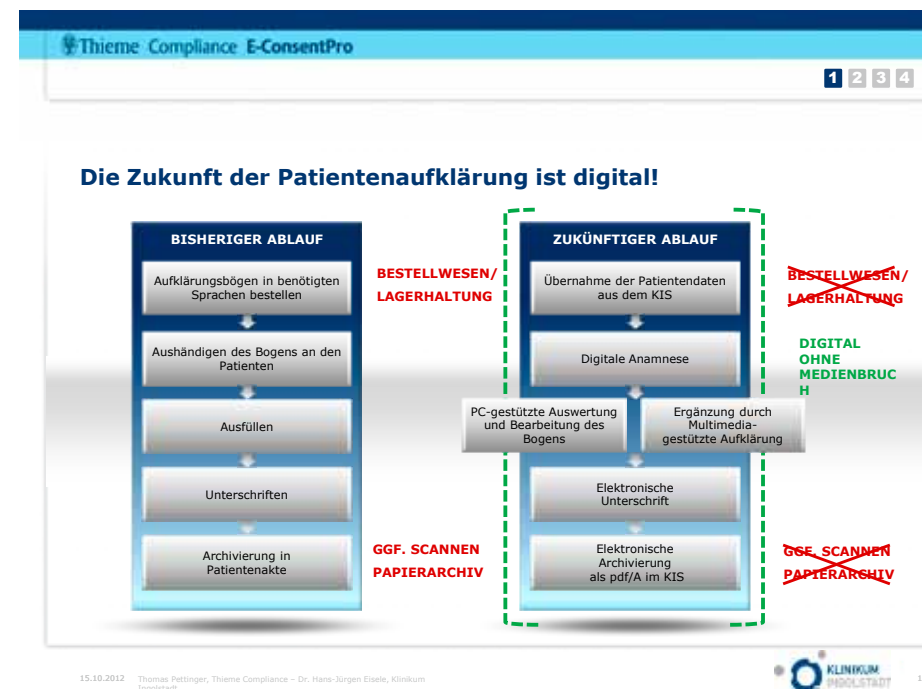 Thieme Compliance E-ConsentPro
1 2 3 4
Die Zukunft der Patientenaufklärung ist digital!
BISHERIGER ABLAUF
Aufklärungsbögen in benötigten
Sprachen bestellen
Aushändigen des Bogens an den
Patienten
Ausfüllen
Unterschriften
Archivierung in
Patientenakte
BESTELLWESEN/
LAGERHALTUNG
GGF. SCANNEN
PAPIERARCHIV
ZUKÜNFTIGER ABLAUF
Übernahme der Patientendaten
aus dem KIS
Digitale Anamnese
PC-gestützte Auswertung
und Bearbeitung des
Bogens
Ergänzung durch
Multimedia-
gestützte Aufklärung
Elektronische
Unterschrift
Elektronische
Archivierung
als pdf/A im KIS
BESTELLWESEN/
LAGERHALTUNG
DIGITAL
OHNE
MEDIENBRUC
H
GGF. SCANNEN
PAPIERARCHIV
15.10.2012 Thomas Pettinger, Thieme Compliance – Dr. Hans-Jürgen Eisele, Klinikum
Ingolstadt
KLINIKUM
INGOLSTADT
1